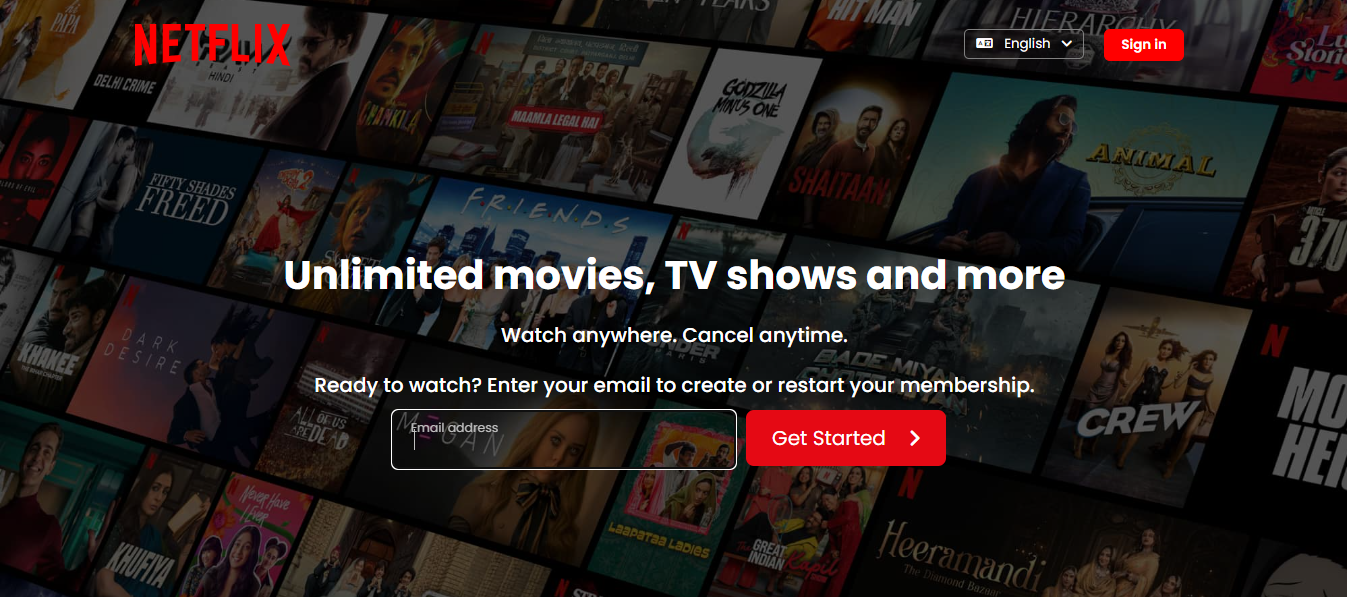 NETFLIX
English
Sign in
PAPA
DELHI CRIME
HINDI
CHAMKILA
MAAMLA LEGAL HAI
HIT MAN
HIERARCHY
GODZILLA
MINUS ONE
SHAITAAN
ANIMAL
FIFTY SHADES
FREED
FRIENDS
370
Unlimited movies, TV shows and more
Watch anywhere. Cancel anytime.
Ready to watch? Enter your email to create or restart your membership.
Email address
Get Started
KHAKEE
DARK
DESIRE
BADE MIYAN
CREW
ALL OF US
ARE DEAD
M3GAN
Never Have
I Ever
KHUFIYA
LAAPATAA LADIES
THE GREAT
INDIAN
Kapil
Heeramandi
The Diamond Bazaar